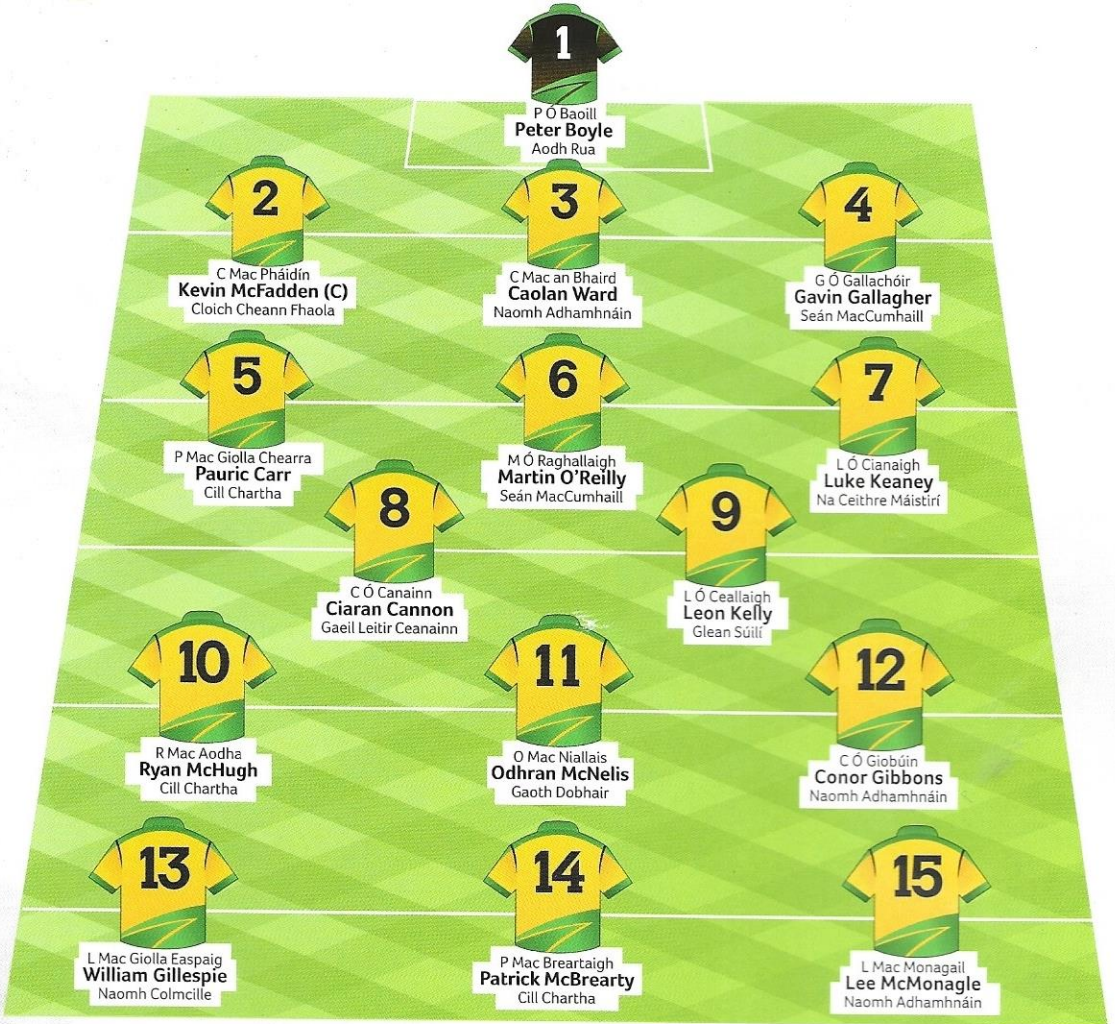 1
P Ó Baoill
Peter Boyle
Aodh Rua
2
C Mac Pháidín
Kevin McFadden (C)
Cloich Cheann Fhaola
3
C Mac an Bhaird
Caolan Ward
Naomh Adhamhnáin
4
G Ó Gallachóir
Gavin Gallagher
Seán MacCumhaill
5
P Mac Giolla Chearra
Pauric Carr
Cill Chartha
6
M Ó Raghallaigh
Martin O'Reilly
Seán MacCumhaill
7
L Ó Cianaigh
Luke Keaney
Na Ceithre Máistirí
8
C Ó Canainn
Ciaran Cannon
Gaeil Leitir Ceanainn
9
L Ó Ceallaigh
Leon Kelly
Glean Súilí
10
R Mac Aodha
Ryan McHugh
Cill Chartha
11
O Mac Niallais
Odhran McNelis
Gaoth Dobhair
12
C Ó Giobúin
Conor Gibbons
Naomh Adhamhnáin
13
L Mac Giolla Easpaig
William Gillespie
Naomh Colmcille
14
P Mac Breartaigh
Patrick McBrearty
Cill Chartha
15
L Mac Monagail
Lee McMonagle
Naomh Adhamhnáin